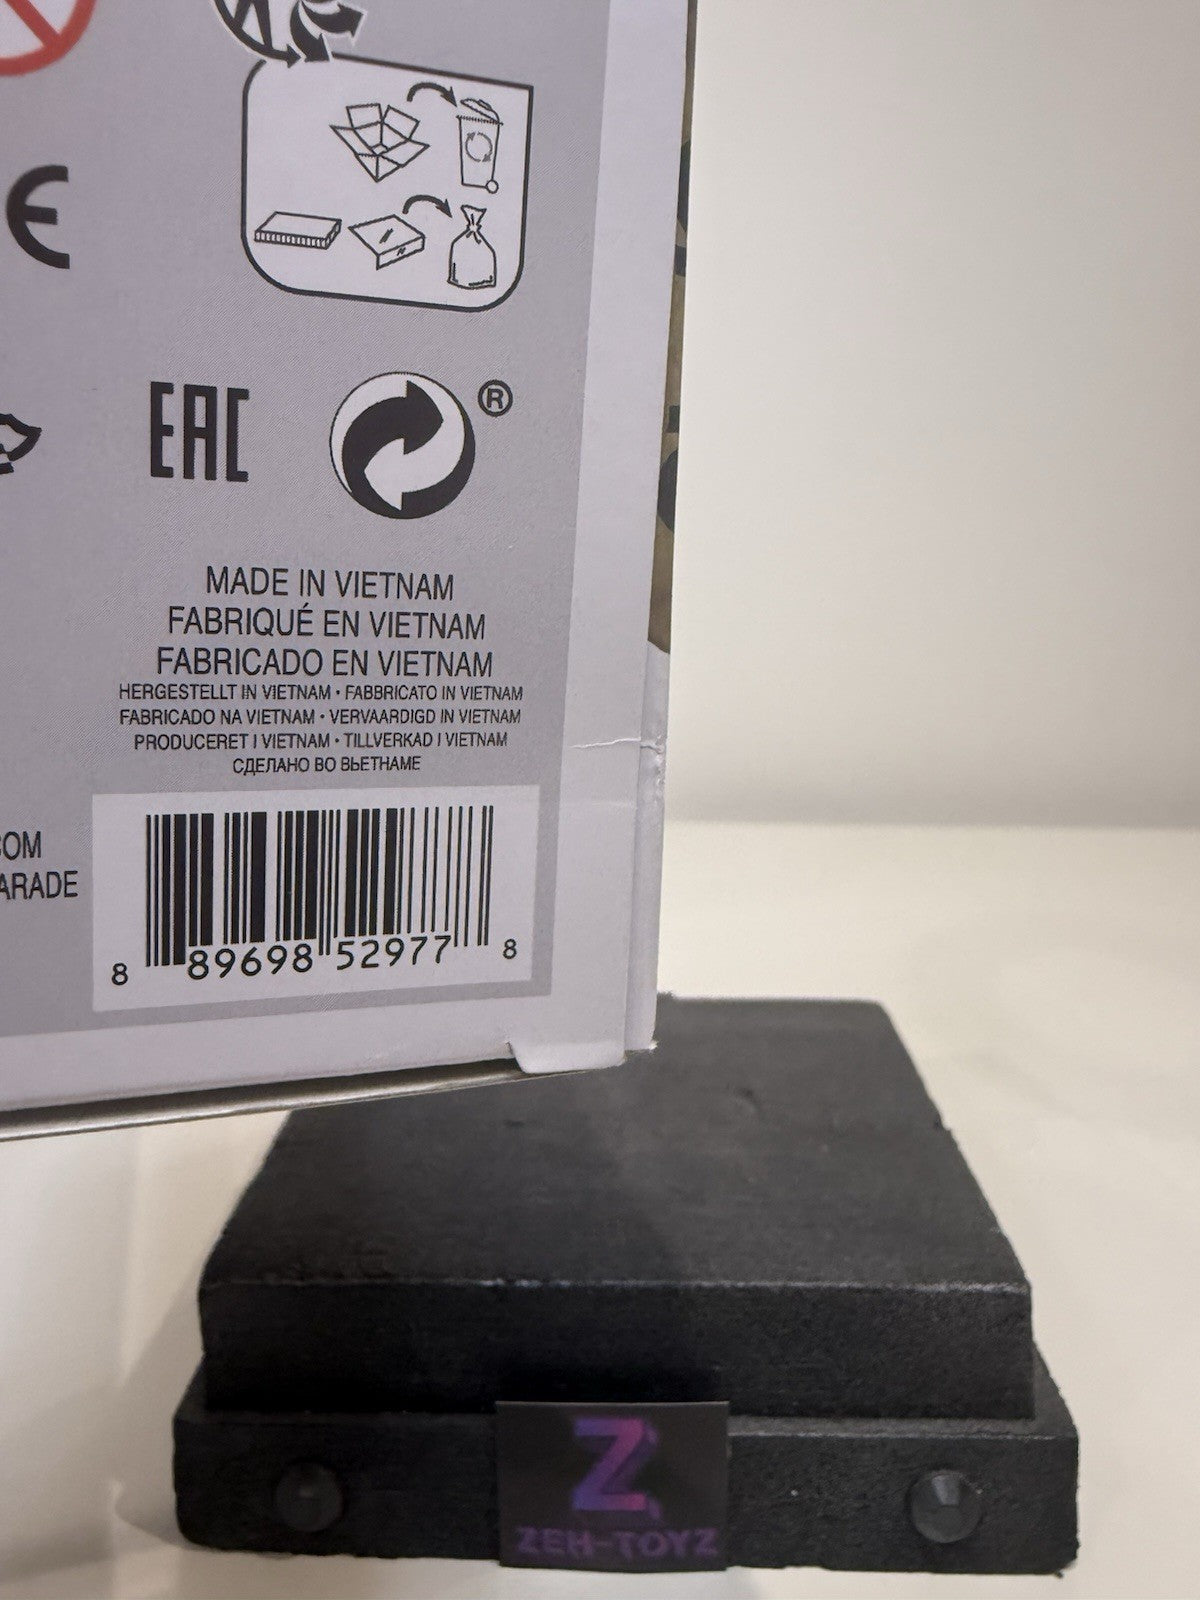 CE
EAC
®
MADE IN VIETNAM
FABRIQUÉ EN VIETNAM
FABRICADO EN VIETNAM
HERGESTELLT IN VIETNAM • FABBRICATO IN VIETNAM
FABRICADO NA VIETNAM • VERVAARDIGD IN VIETNAM
PRODUCERET I VIETNAM • TILLVERKAD I VIETNAM
СДЕЛАНО ВО ВЬЕТНАМЕ
COM
ARADE
8 89698 52977 8
Z
ZEH-TOYZ